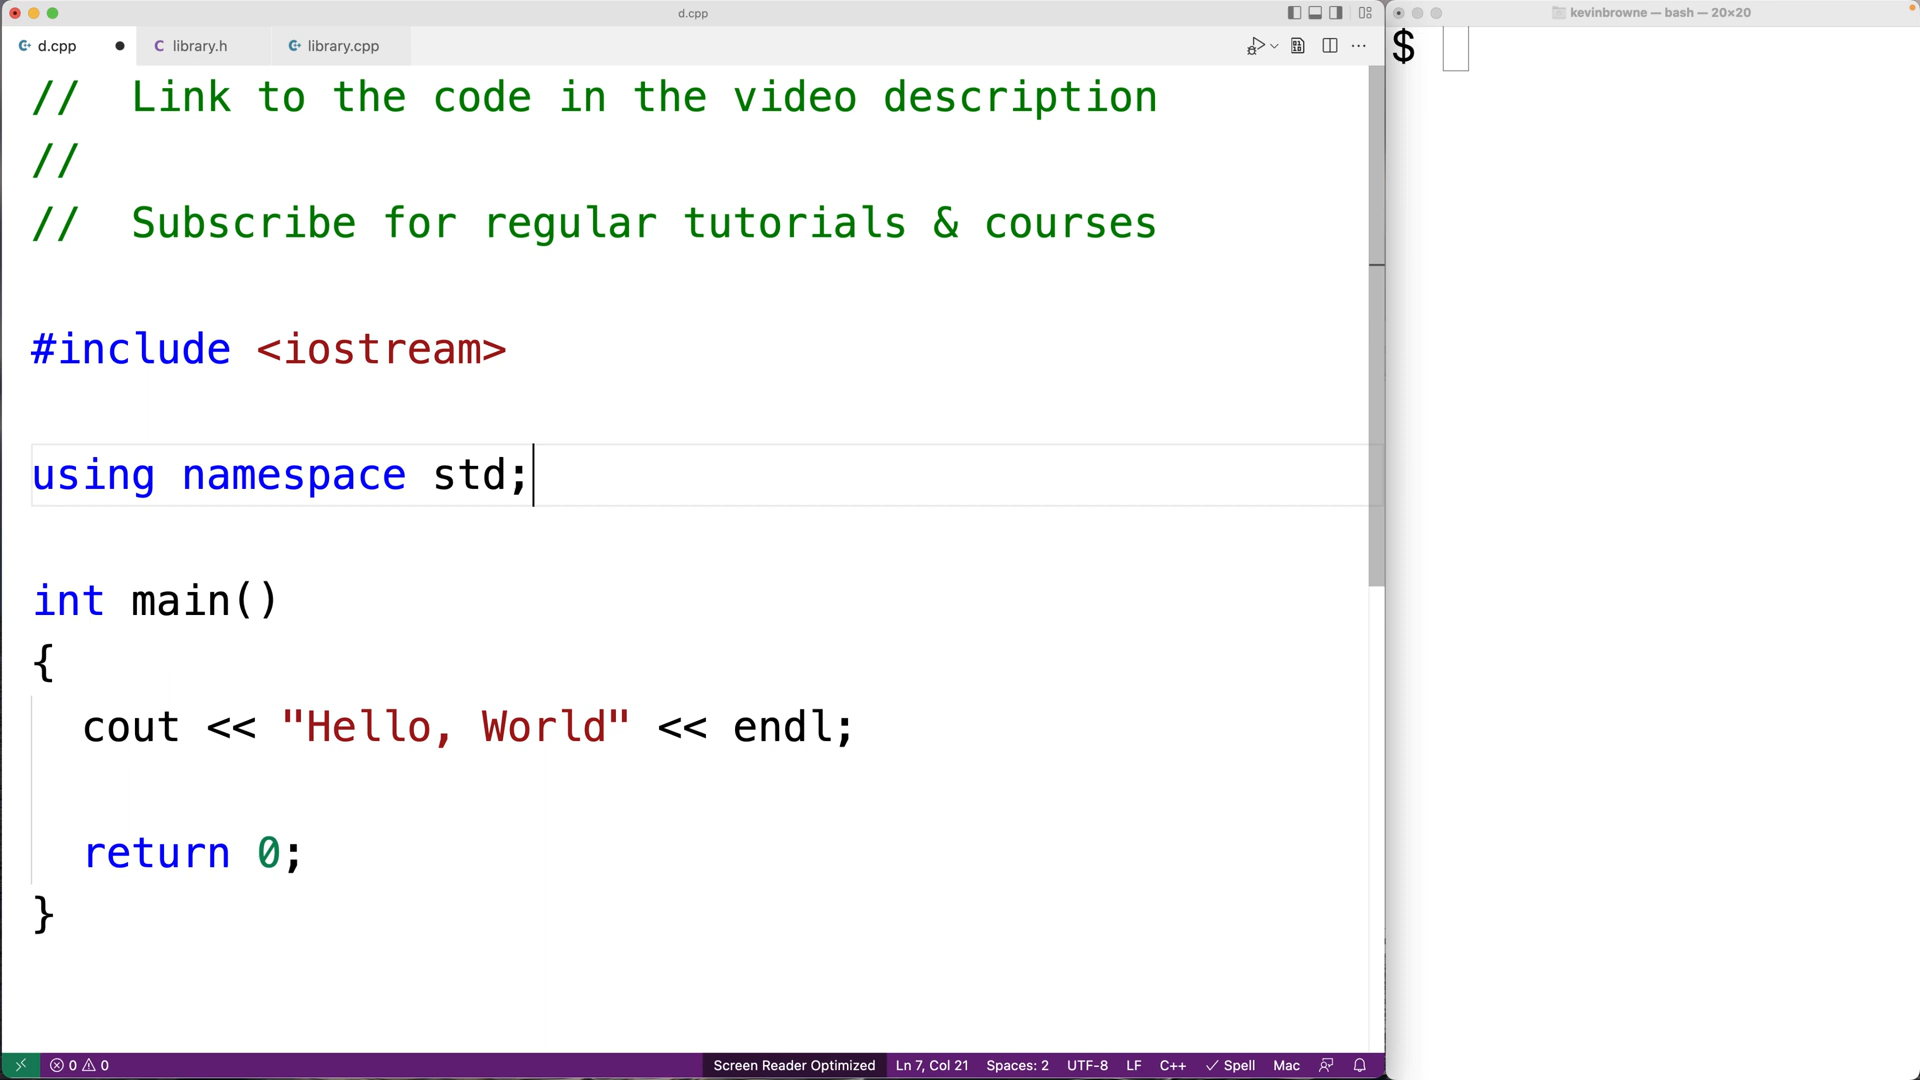 d.cpp
kevinbrowne — bash — 20×20
d.cpp
library.h
library.cpp
$
//  Link to the code in the video description
//
//  Subscribe for regular tutorials & courses
#include <iostream>
using namespace std;
int main()
{
cout << "Hello, World" << endl;
return 0;
}
0 0 Screen Reader Optimized Ln 7, Col 21 Spaces: 2 UTF-8 LF C++ Spell Mac